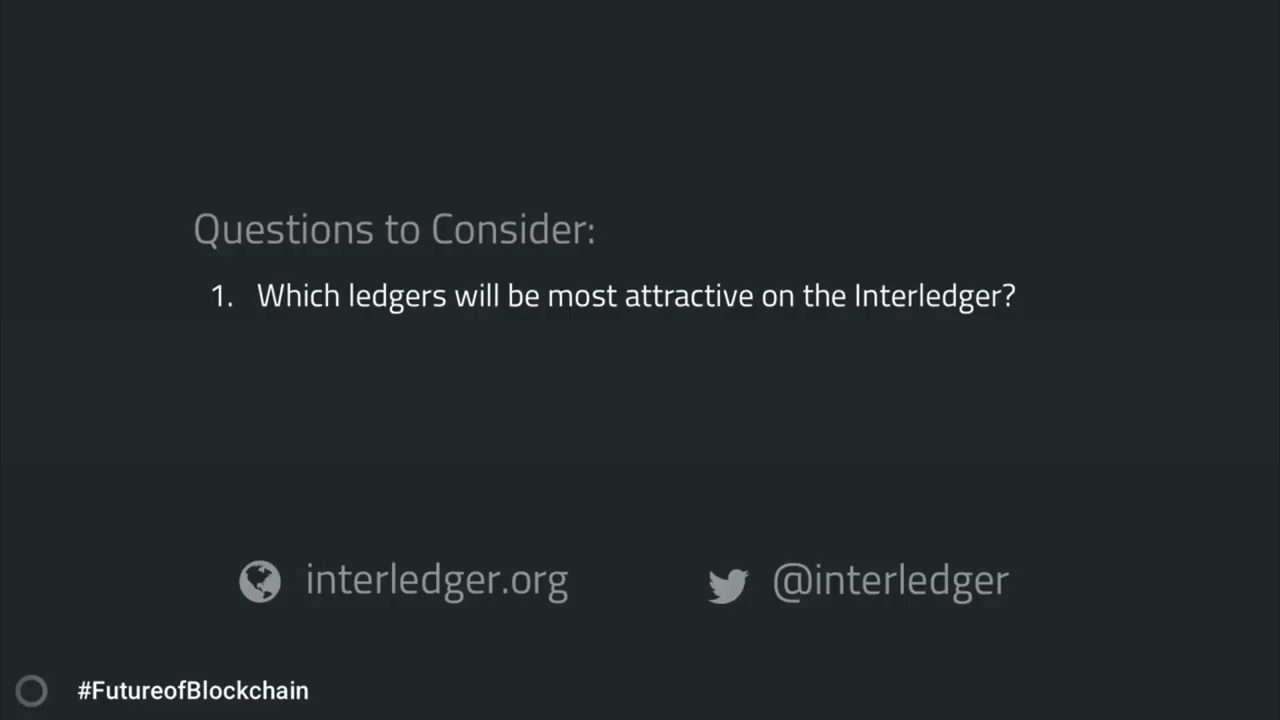 Questions to Consider:
1. Which ledgers will be most attractive on the Interledger?
interledger.org
@interledger
#FutureofBlockchain